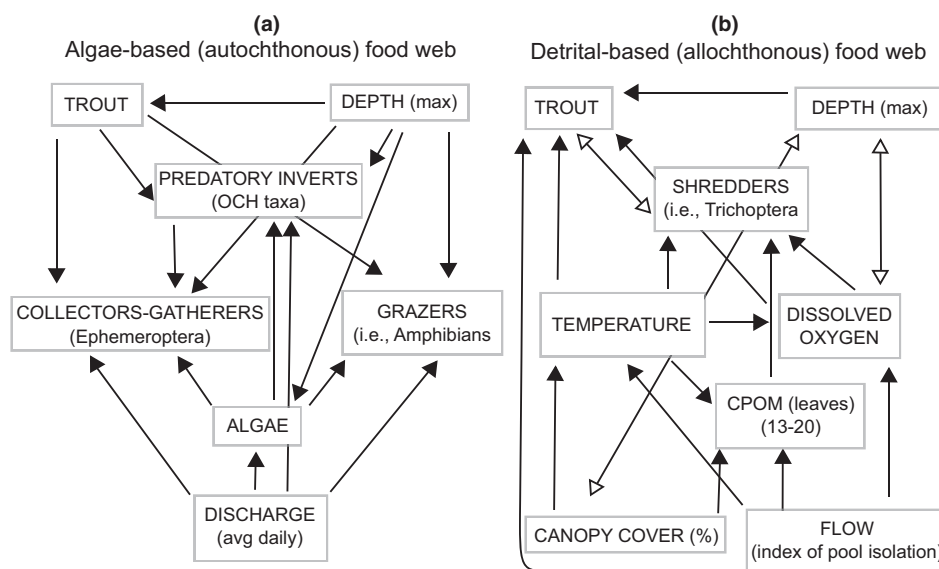 (a)
Algae-based (autochthonous) food web
TROUT
DEPTH (max)
PREDATORY INVERTS
(OCH taxa)
COLLECTORS-GATHERERS
(Ephemeroptera)
GRAZERS
(i.e., Amphibians
ALGAE
DISCHARGE
(avg daily)
(b)
Detrital-based (allochthonous) food web
TROUT
DEPTH (max)
SHREDDERS
(i.e., Trichoptera
TEMPERATURE
DISSOLVED
OXYGEN
CPOM (leaves)
(13-20)
CANOPY COVER (%)
FLOW
(index of pool isolation)